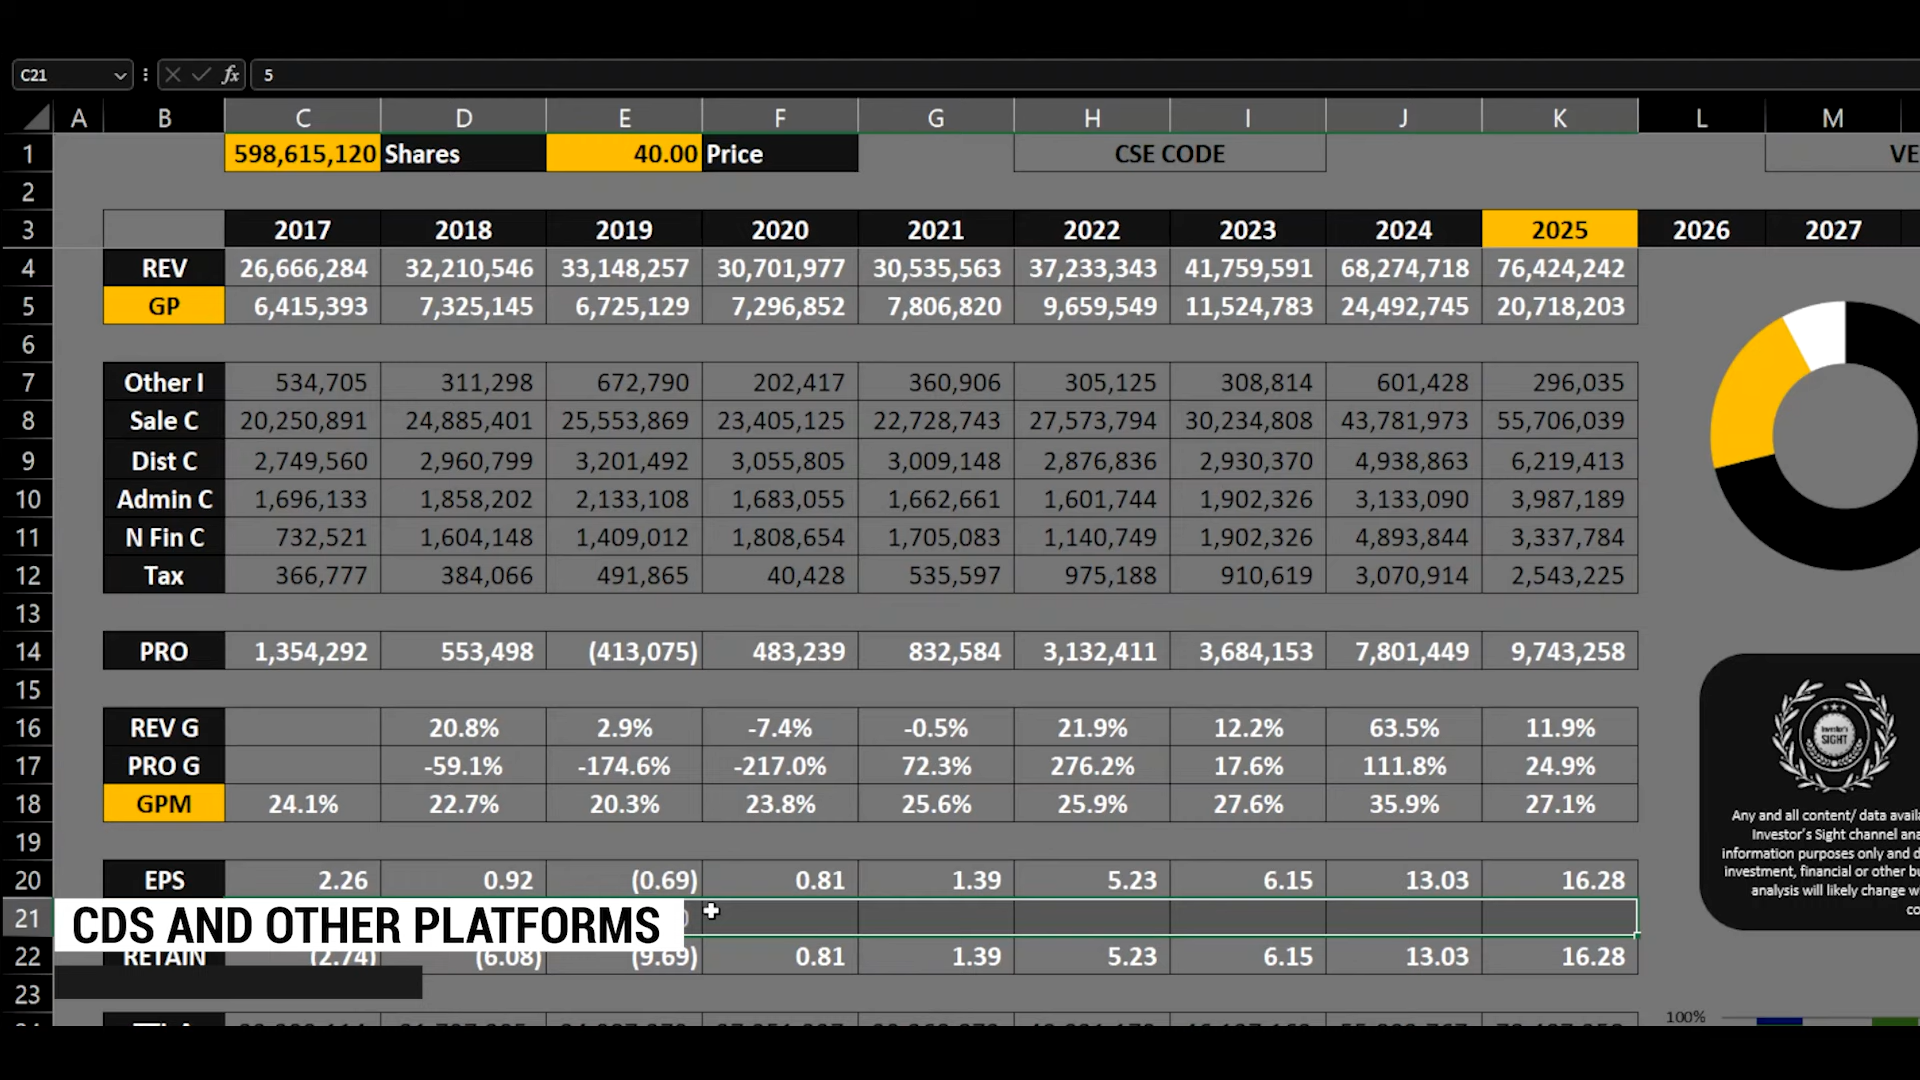 C21 fx 5
A B C D E F G H I J K L M
1 598,615,120 Shares 40.00 Price CSE CODE VE
2
3 2017 2018 2019 2020 2021 2022 2023 2024 2025 2026 2027
4 REV 26,666,284 32,210,546 33,148,257 30,701,977 30,535,563 37,233,343 41,759,591 68,274,718 76,424,242
5 GP 6,415,393 7,325,145 6,725,129 7,296,852 7,806,820 9,659,549 11,524,783 24,492,745 20,718,203
6
7 Other I 534,705 311,298 672,790 202,417 360,906 305,125 308,814 601,428 296,035
8 Sale C 20,250,891 24,885,401 25,553,869 23,405,125 22,728,743 27,573,794 30,234,808 43,781,973 55,706,039
9 Dist C 2,749,560 2,960,799 3,201,492 3,055,805 3,009,148 2,876,836 2,930,370 4,938,863 6,219,413
10 Admin C 1,696,133 1,858,202 2,133,108 1,683,055 1,662,661 1,601,744 1,902,326 3,133,090 3,987,189
11 N Fin C 732,521 1,604,148 1,409,012 1,808,654 1,705,083 1,140,749 1,902,326 4,893,844 3,337,784
12 Tax 366,777 384,066 491,865 40,428 535,597 975,188 910,619 3,070,914 2,543,225
13
14 PRO 1,354,292 553,498 (413,075) 483,239 832,584 3,132,411 3,684,153 7,801,449 9,743,258
15
16 REV G 20.8% 2.9% -7.4% -0.5% 21.9% 12.2% 63.5% 11.9%
17 PRO G -59.1% -174.6% -217.0% 72.3% 276.2% 17.6% 111.8% 24.9%
18 GPM 24.1% 22.7% 20.3% 23.8% 25.6% 25.9% 27.6% 35.9% 27.1%
19
20 EPS 2.26 0.92 (0.69) 0.81 1.39 5.23 6.15 13.03 16.28
21
CDS AND OTHER PLATFORMS
22 RETAIN (2.74) (6.08) (9.69) 0.81 1.39 5.23 6.15 13.03 16.28
23
Investor's
SIGHT
Any and all content/ data availa
Investor's Sight channel ana
information purposes only and d
investment, financial or other bu
analysis will likely change w
co
100%